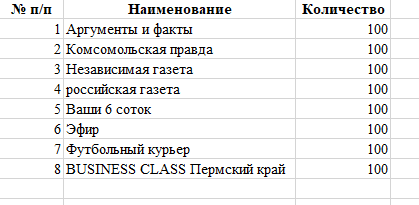 № п/п Наименование Количество
1 Аргументы и факты 100
2 Комсомольская правда 100
3 Независимая газета 100
4 российская газета 100
5 Ваши 6 соток 100
6 Эфир 100
7 Футбольный курьер 100
8 BUSINESS CLASS Пермский край 100